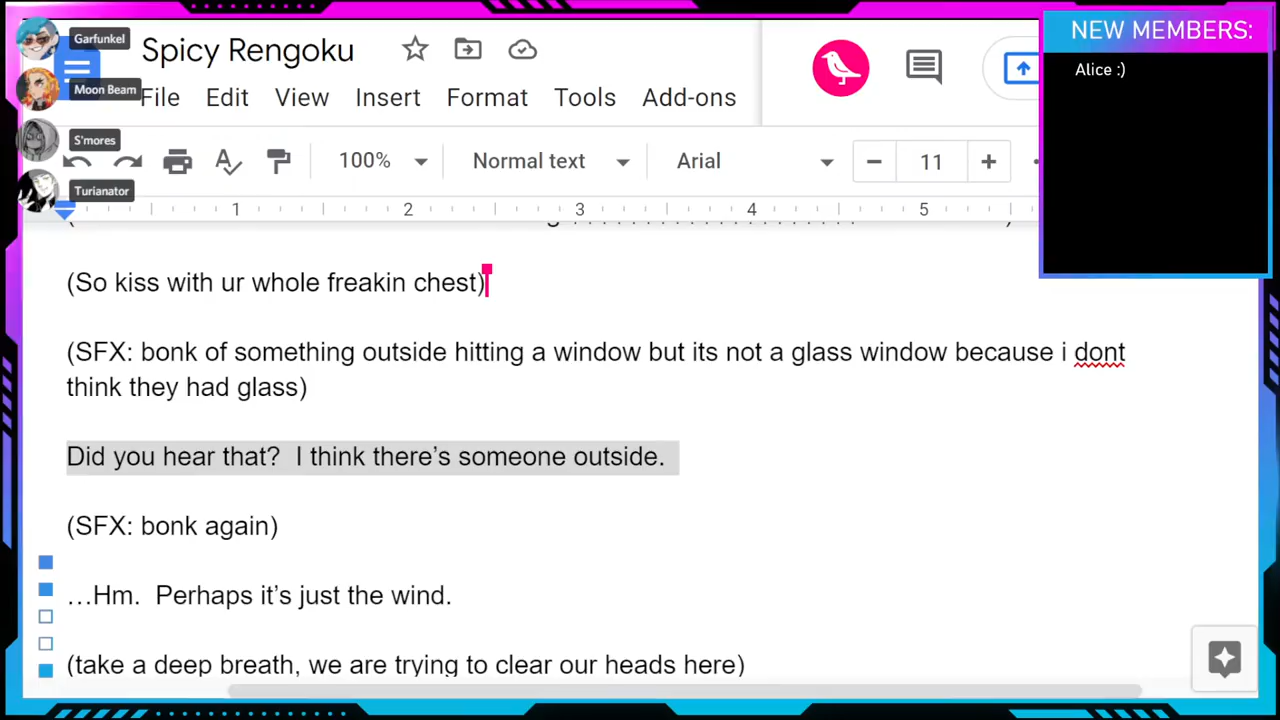 Garfunkel
Spicy Rengoku
NEW MEMBERS:
Alice :)
Moon Beam
File Edit View Insert Format Tools Add-ons
S'mores
100% Normal text Arial 11
Turianator
1 2 3 4 5
(So kiss with ur whole freakin chest)
(SFX: bonk of something outside hitting a window but its not a glass window because i dont
think they had glass)
Did you hear that?  I think there’s someone outside.
(SFX: bonk again)
…Hm.  Perhaps it’s just the wind.
(take a deep breath, we are trying to clear our heads here)